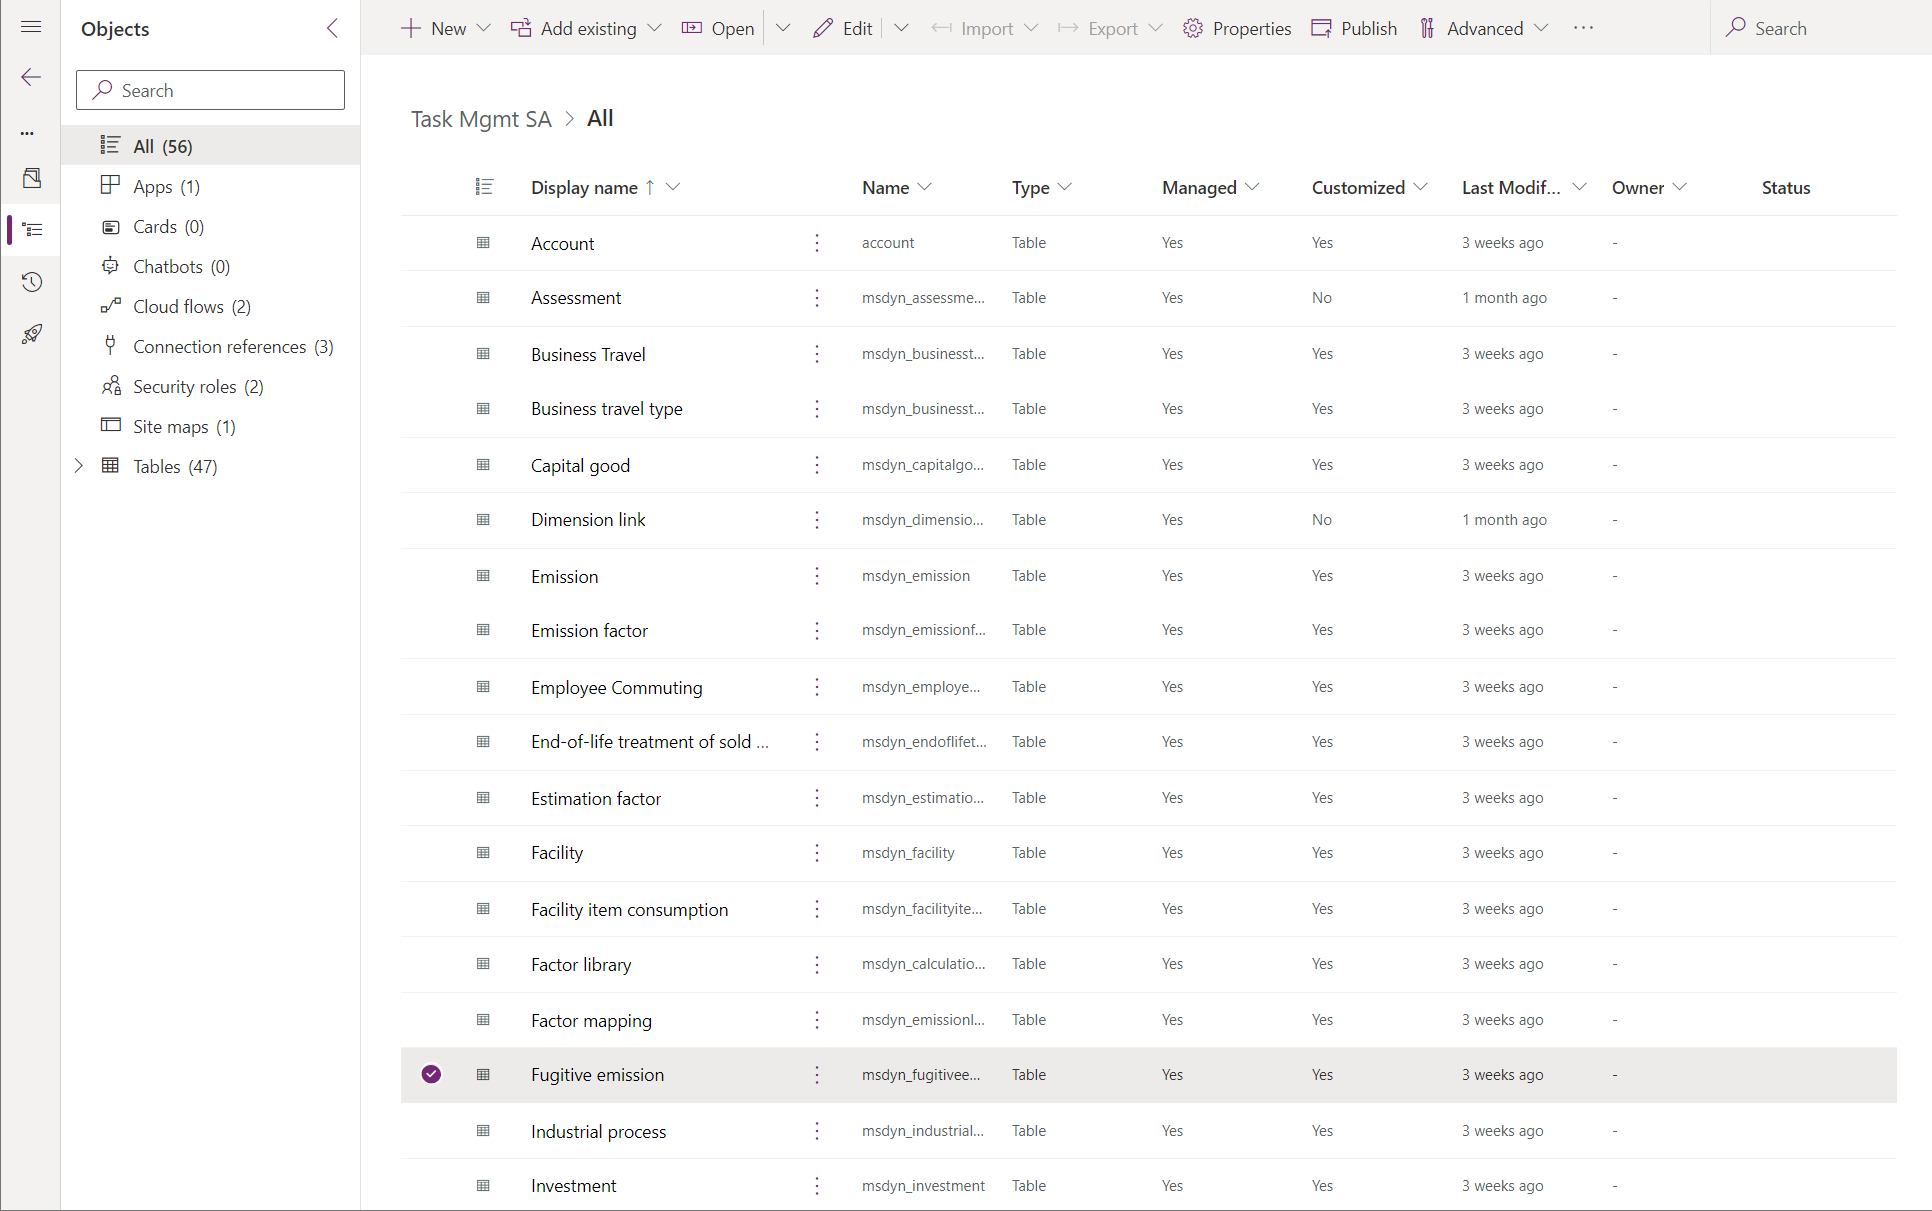 Objects
Search
All (56)
Apps (1)
Cards (0)
Chatbots (0)
Cloud flows (2)
Connection references (3)
Security roles (2)
Site maps (1)
Tables (47)
New Add existing Open Edit Import Export Properties Publish Advanced ··· Search
Task Mgmt SA > All
Display name ↑ Name Type Managed Customized Last Modif... Owner Status
Account account Table Yes Yes 3 weeks ago -
Assessment msdyn_assessme... Table Yes No 1 month ago -
Business Travel msdyn_businesst... Table Yes Yes 3 weeks ago -
Business travel type msdyn_businesst... Table Yes Yes 3 weeks ago -
Capital good msdyn_capitalgo... Table Yes Yes 3 weeks ago -
Dimension link msdyn_dimensio... Table Yes No 1 month ago -
Emission msdyn_emission Table Yes Yes 3 weeks ago -
Emission factor msdyn_emissionf... Table Yes Yes 3 weeks ago -
Employee Commuting msdyn_employe... Table Yes Yes 3 weeks ago -
End-of-life treatment of sold ... msdyn_endoflifet... Table Yes Yes 3 weeks ago -
Estimation factor msdyn_estimatio... Table Yes Yes 3 weeks ago -
Facility msdyn_facility Table Yes Yes 3 weeks ago -
Facility item consumption msdyn_facilityite... Table Yes Yes 3 weeks ago -
Factor library msdyn_calculatio... Table Yes Yes 3 weeks ago -
Factor mapping msdyn_emissionl... Table Yes Yes 3 weeks ago -
Fugitive emission msdyn_fugitivee... Table Yes Yes 3 weeks ago -
Industrial process msdyn_industrial... Table Yes Yes 3 weeks ago -
Investment msdyn_investment Table Yes Yes 3 weeks ago -